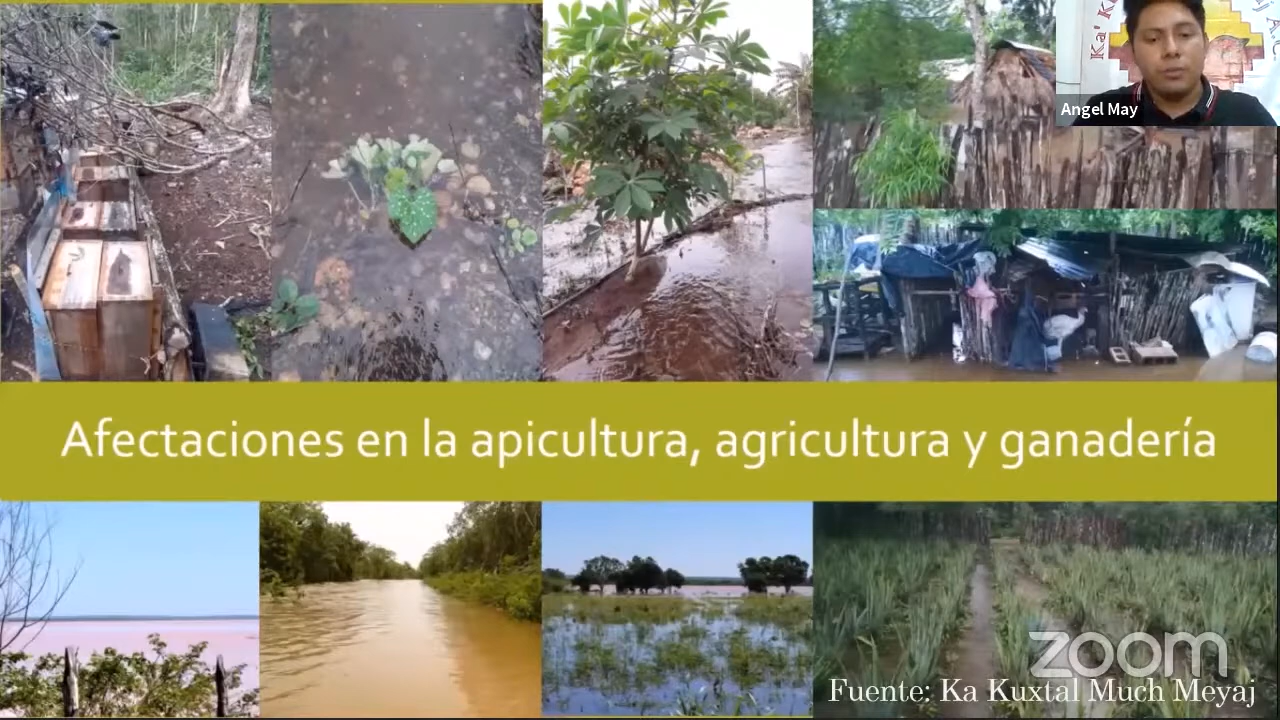 Angel May
Afectaciones en la apicultura, agricultura y ganadería
zoom
Fuente: Ka Kuxtal Much Meyaj